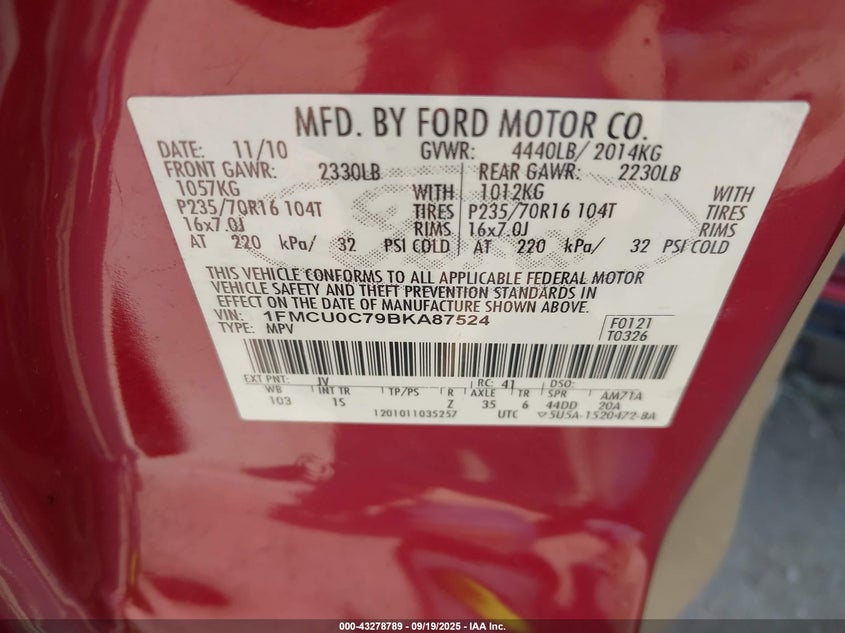 MFD. BY FORD MOTOR CO.
DATE: 11/10 GVWR: 4440LB/ 2014KG
FRONT GAWR: 2330LB REAR GAWR: 2230LB
1057KG WITH 1012KG WITH
P235/70R16 104T TIRES P235/70R16 104T TIRES
16x7.0J RIMS 16x7.0J RIMS
AT 220 kPa/ 32 PSI COLD AT 220 kPa/ 32 PSI COLD
THIS VEHICLE CONFORMS TO ALL APPLICABLE FEDERAL MOTOR
VEHICLE SAFETY AND THEFT PREVENTION STANDARDS IN
EFFECT ON THE DATE OF MANUFACTURE SHOWN ABOVE.
VIN: 1FMCU0C79BKA87524 F0121
TYPE: MPV T0326
EXT PNT: JV RC: 41 DSO:
WB INT TR TP/PS R AXLE TR SPR AM71A
103 1S Z 35 6 44DD 20A
1201011035257 UTC ▽5U5A-1520472-BA
000-43278789 - 09/19/2025 - IAA Inc.